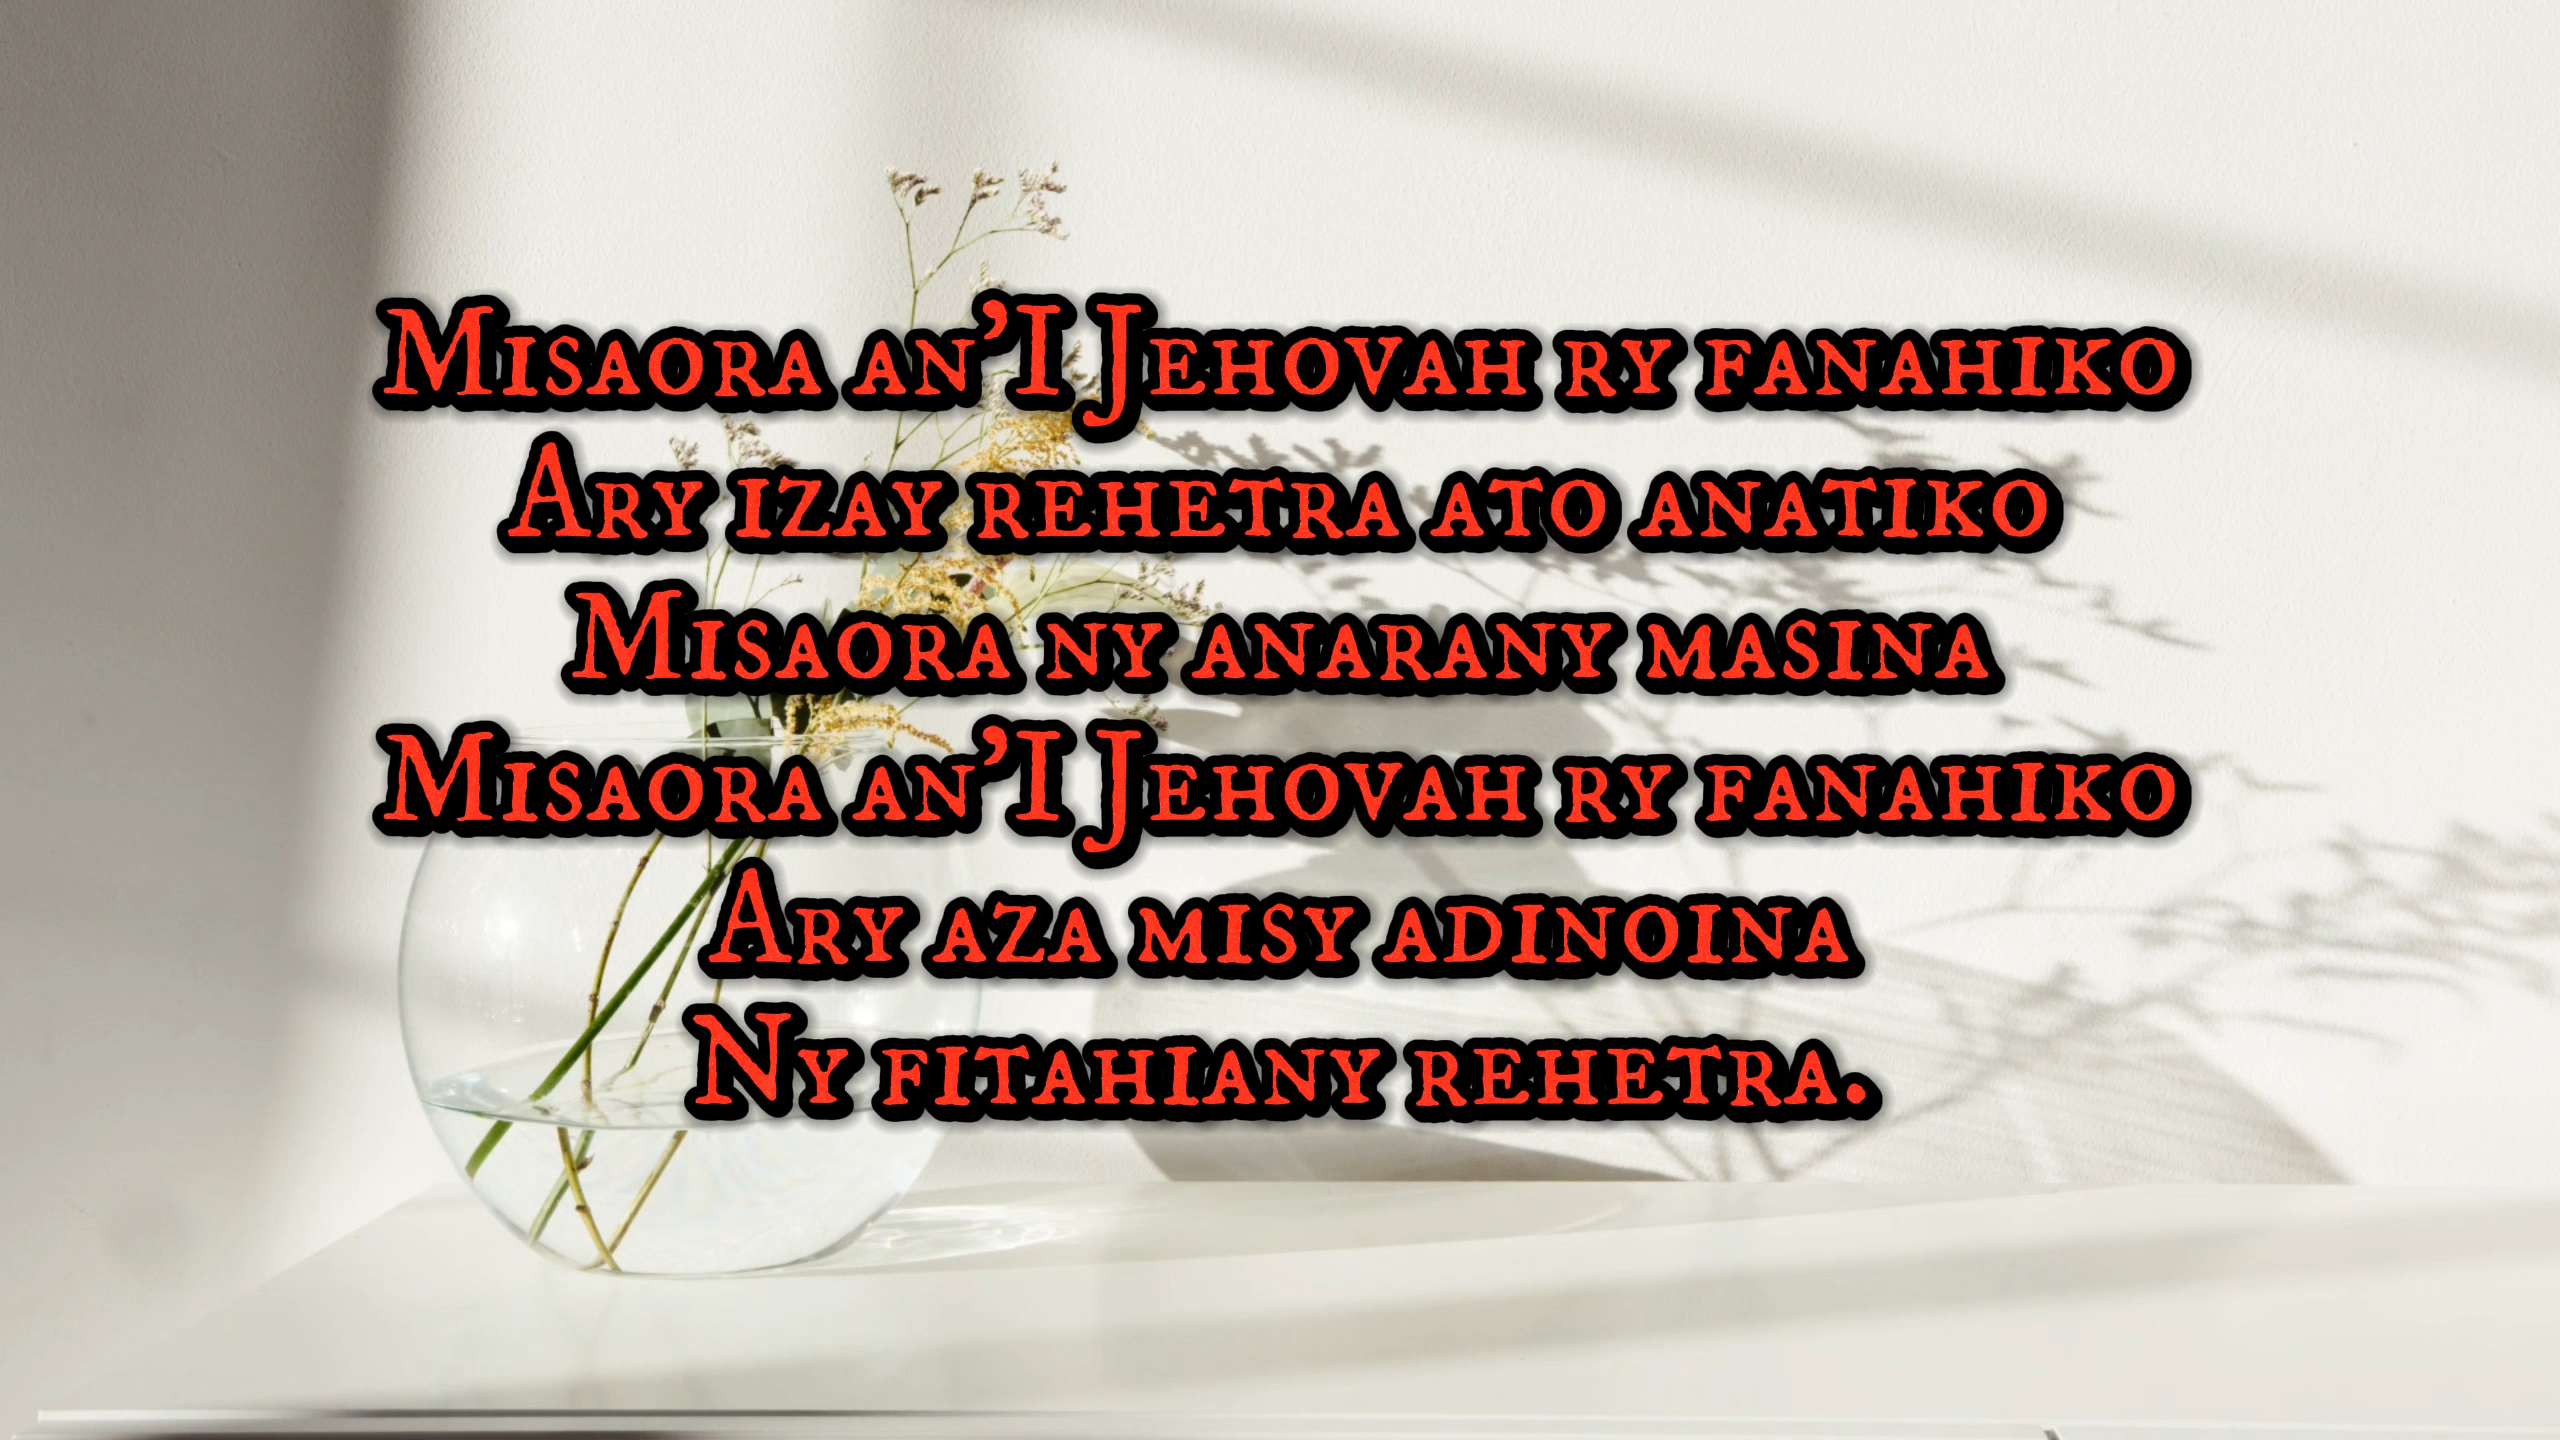 Misaora an’I Jehovah ry fanahiko
Ary izay rehetra ato anatiko
Misaora ny anarany masina
Misaora an’I Jehovah ry fanahiko
Ary aza misy adinoina
Ny fitahiany rehetra.